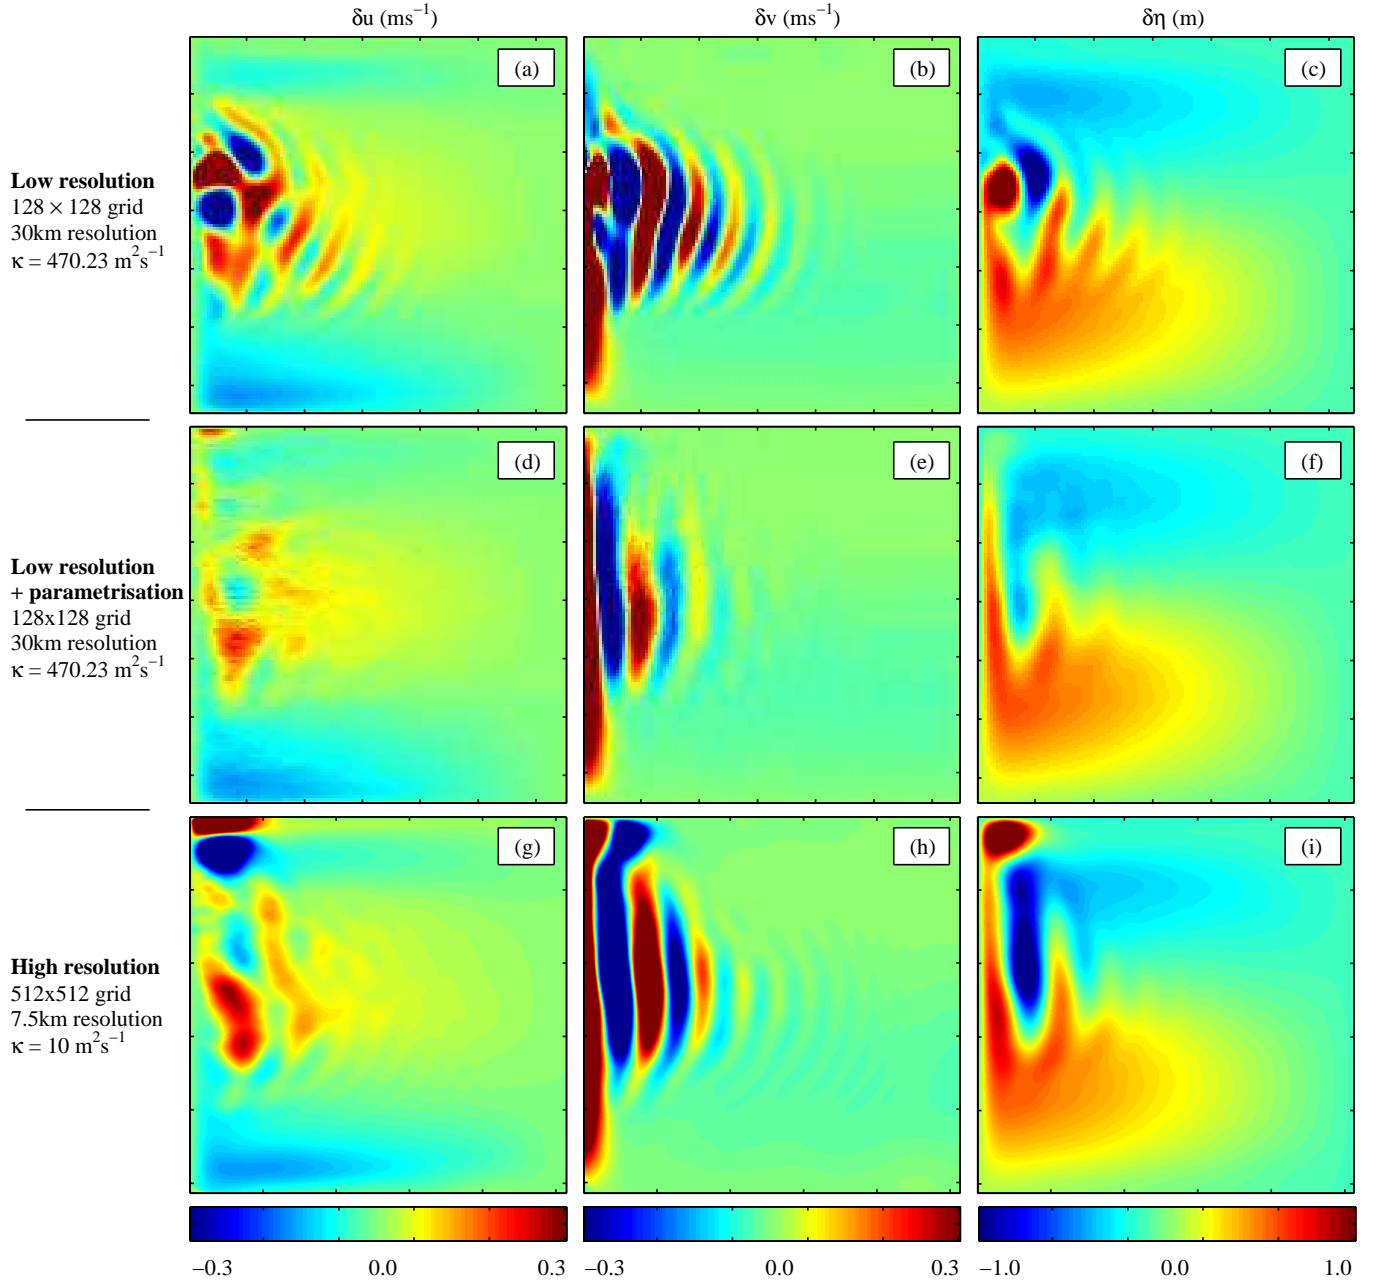 δu (ms⁻¹) δv (ms⁻¹) δη (m)
(a) (b) (c)
Low resolution
128 × 128 grid
30km resolution
κ = 470.23 m²s⁻¹
(d) (e) (f)
Low resolution
+ parametrisation
128x128 grid
30km resolution
κ = 470.23 m²s⁻¹
(g) (h) (i)
High resolution
512x512 grid
7.5km resolution
κ = 10 m²s⁻¹
−0.3 0.0 0.3 −0.3 0.0 0.3 −1.0 0.0 1.0